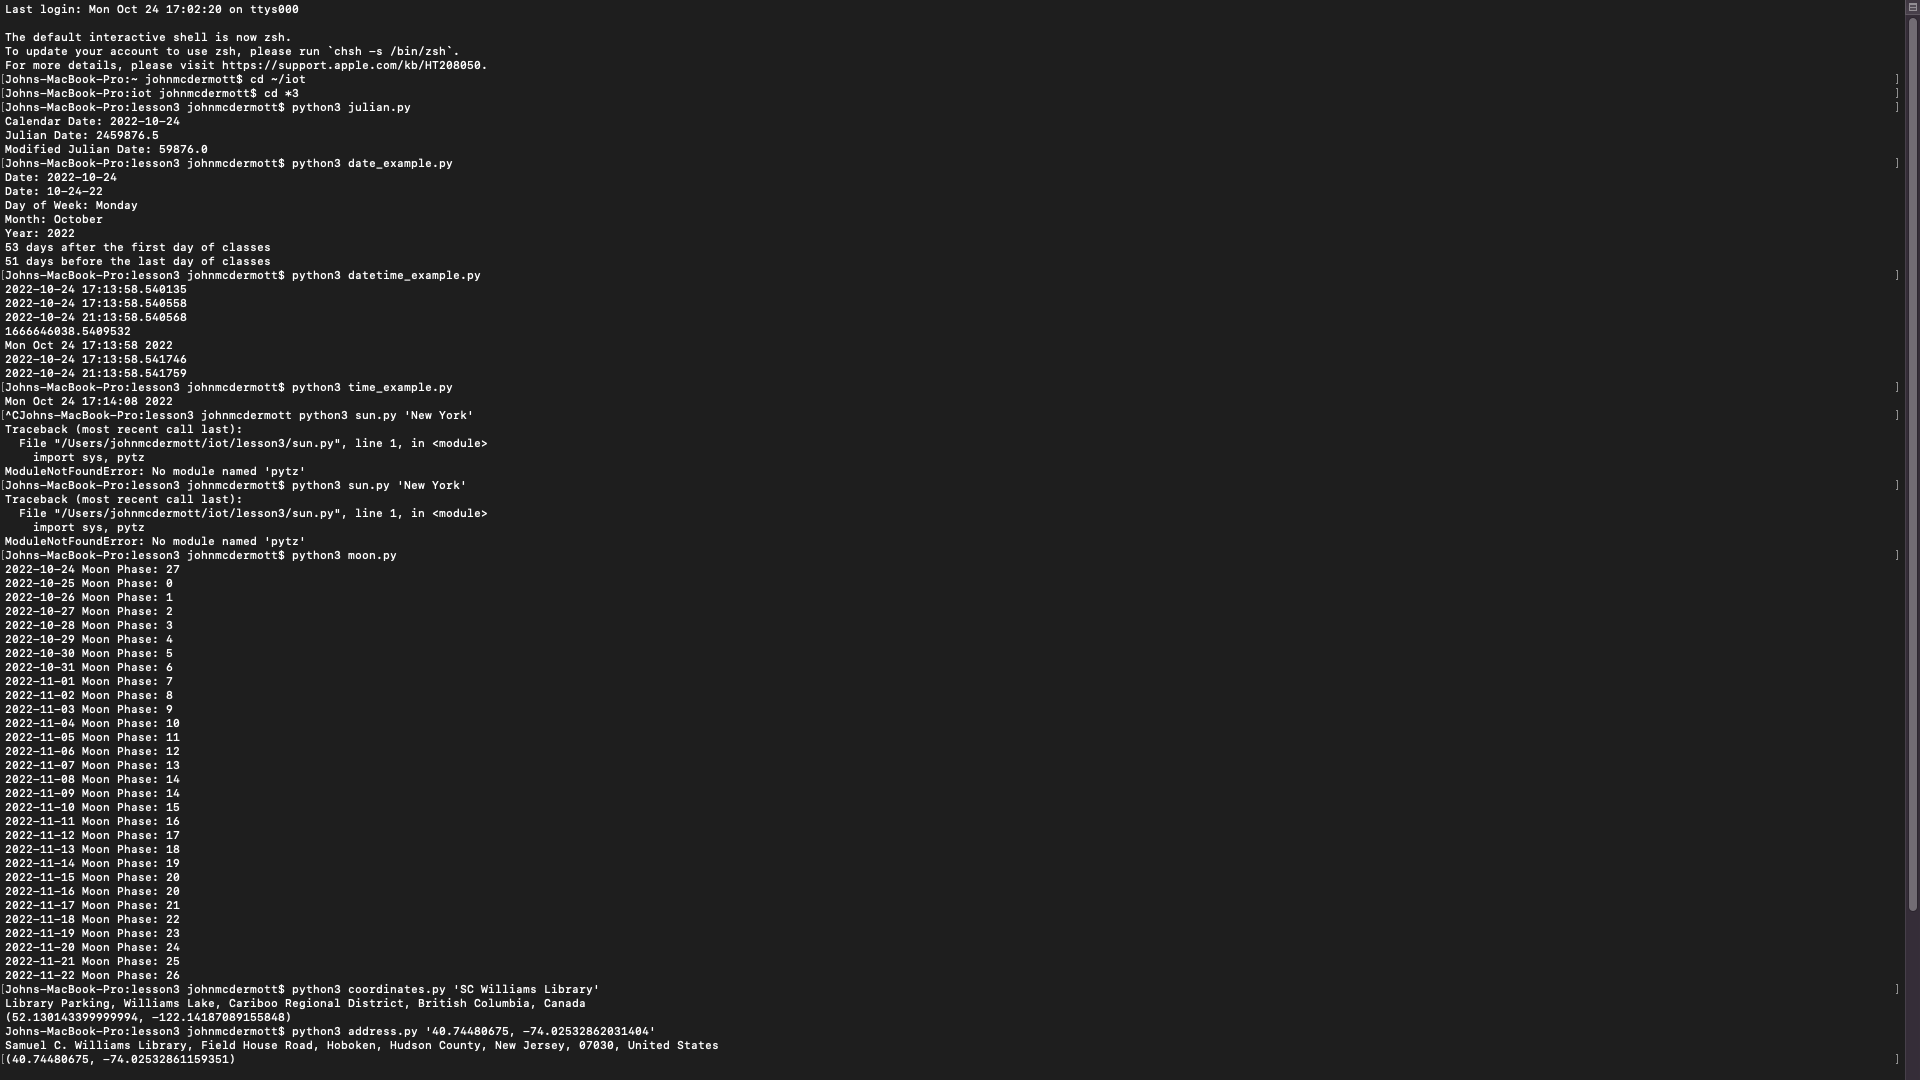 Last login: Mon Oct 24 17:02:20 on ttys000

The default interactive shell is now zsh.
To update your account to use zsh, please run `chsh -s /bin/zsh`.
For more details, please visit https://support.apple.com/kb/HT208050.
[Johns-MacBook-Pro:~ johnmcdermott$ cd ~/iot ]
[Johns-MacBook-Pro:iot johnmcdermott$ cd *3 ]
[Johns-MacBook-Pro:lesson3 johnmcdermott$ python3 julian.py ]
Calendar Date: 2022-10-24
Julian Date: 2459876.5
Modified Julian Date: 59876.0
[Johns-MacBook-Pro:lesson3 johnmcdermott$ python3 date_example.py ]
Date: 2022-10-24
Date: 10-24-22
Day of Week: Monday
Month: October
Year: 2022
53 days after the first day of classes
51 days before the last day of classes
[Johns-MacBook-Pro:lesson3 johnmcdermott$ python3 datetime_example.py ]
2022-10-24 17:13:58.540135
2022-10-24 17:13:58.540558
2022-10-24 21:13:58.540568
1666646038.5409532
Mon Oct 24 17:13:58 2022
2022-10-24 17:13:58.541746
2022-10-24 21:13:58.541759
[Johns-MacBook-Pro:lesson3 johnmcdermott$ python3 time_example.py ]
Mon Oct 24 17:14:08 2022
[^CJohns-MacBook-Pro:lesson3 johnmcdermott python3 sun.py 'New York' ]
Traceback (most recent call last):
  File "/Users/johnmcdermott/iot/lesson3/sun.py", line 1, in <module>
    import sys, pytz
ModuleNotFoundError: No module named 'pytz'
[Johns-MacBook-Pro:lesson3 johnmcdermott$ python3 sun.py 'New York' ]
Traceback (most recent call last):
  File "/Users/johnmcdermott/iot/lesson3/sun.py", line 1, in <module>
    import sys, pytz
ModuleNotFoundError: No module named 'pytz'
[Johns-MacBook-Pro:lesson3 johnmcdermott$ python3 moon.py ]
2022-10-24 Moon Phase: 27
2022-10-25 Moon Phase: 0
2022-10-26 Moon Phase: 1
2022-10-27 Moon Phase: 2
2022-10-28 Moon Phase: 3
2022-10-29 Moon Phase: 4
2022-10-30 Moon Phase: 5
2022-10-31 Moon Phase: 6
2022-11-01 Moon Phase: 7
2022-11-02 Moon Phase: 8
2022-11-03 Moon Phase: 9
2022-11-04 Moon Phase: 10
2022-11-05 Moon Phase: 11
2022-11-06 Moon Phase: 12
2022-11-07 Moon Phase: 13
2022-11-08 Moon Phase: 14
2022-11-09 Moon Phase: 14
2022-11-10 Moon Phase: 15
2022-11-11 Moon Phase: 16
2022-11-12 Moon Phase: 17
2022-11-13 Moon Phase: 18
2022-11-14 Moon Phase: 19
2022-11-15 Moon Phase: 20
2022-11-16 Moon Phase: 20
2022-11-17 Moon Phase: 21
2022-11-18 Moon Phase: 22
2022-11-19 Moon Phase: 23
2022-11-20 Moon Phase: 24
2022-11-21 Moon Phase: 25
2022-11-22 Moon Phase: 26
[Johns-MacBook-Pro:lesson3 johnmcdermott$ python3 coordinates.py 'SC Williams Library' ]
Library Parking, Williams Lake, Cariboo Regional District, British Columbia, Canada
(52.130143399999994, -122.14187089155848)
Johns-MacBook-Pro:lesson3 johnmcdermott$ python3 address.py '40.74480675, -74.02532862031404'
Samuel C. Williams Library, Field House Road, Hoboken, Hudson County, New Jersey, 07030, United States
[(40.74480675, -74.02532861159351) ]